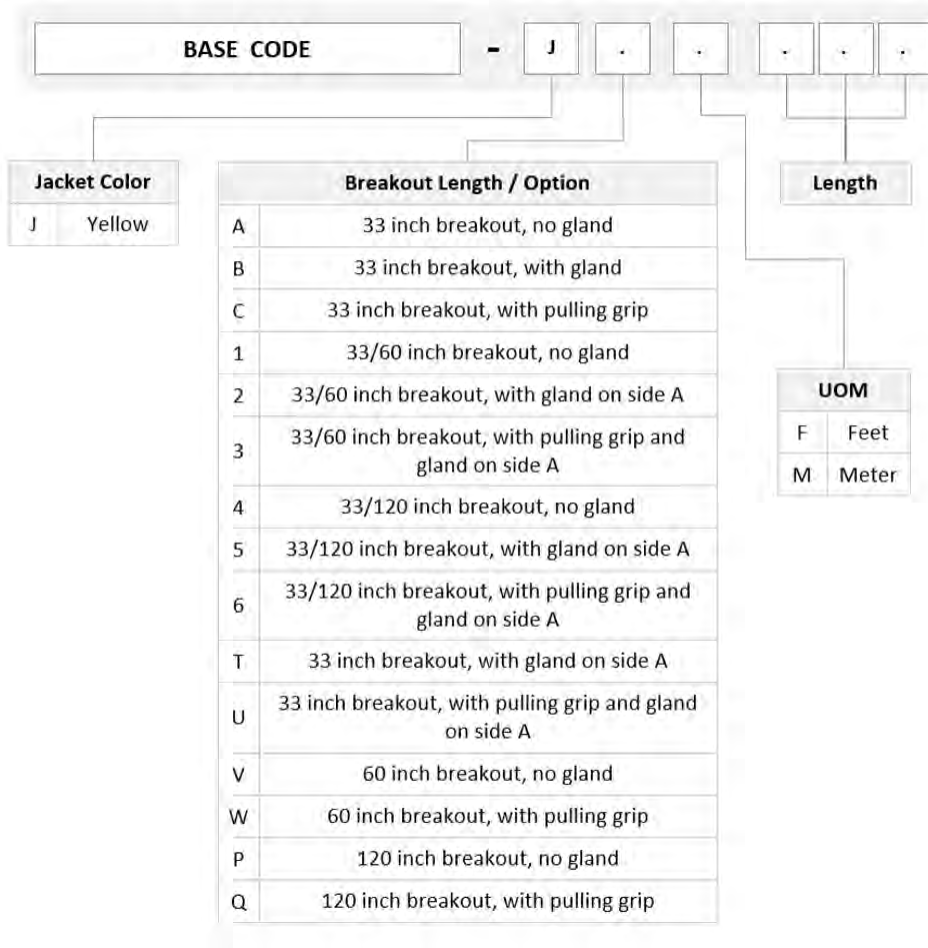 BASE CODE - J . . . . .
Jacket Color
J Yellow
Breakout Length / Option
A 33 inch breakout, no gland
B 33 inch breakout, with gland
C 33 inch breakout, with pulling grip
1 33/60 inch breakout, no gland
2 33/60 inch breakout, with gland on side A
3 33/60 inch breakout, with pulling grip and
gland on side A
4 33/120 inch breakout, no gland
5 33/120 inch breakout, with gland on side A
6 33/120 inch breakout, with pulling grip and
gland on side A
T 33 inch breakout, with gland on side A
U 33 inch breakout, with pulling grip and gland
on side A
V 60 inch breakout, no gland
W 60 inch breakout, with pulling grip
P 120 inch breakout, no gland
Q 120 inch breakout, with pulling grip
Length
UOM
F Feet
M Meter